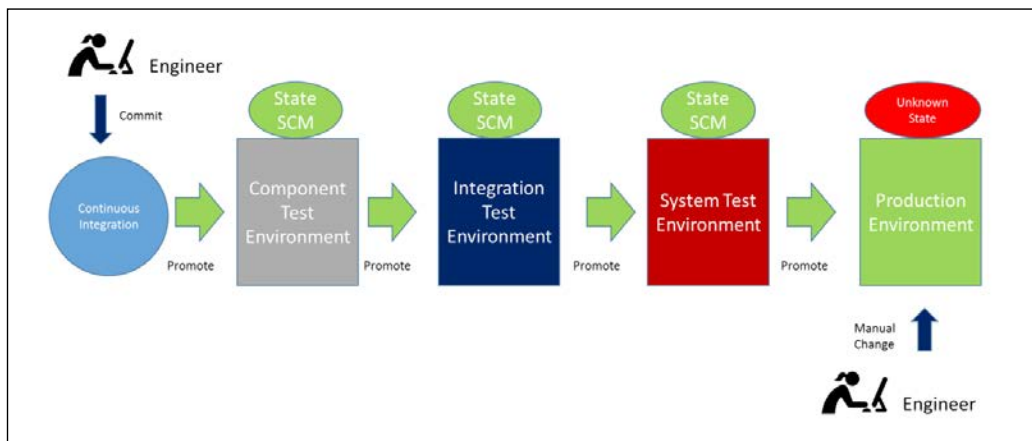 Engineer
Commit
State
SCM
State
SCM
State
SCM
Unknown
State
Continuous
Integration
Component
Test
Environment
Integration
Test
Environment
System Test
Environment
Production
Environment
Promote
Promote
Promote
Promote
Manual
Change
Engineer